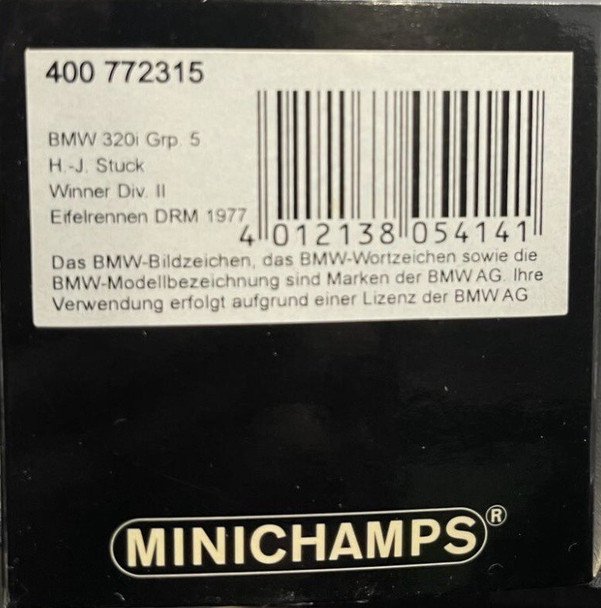 400 772315
BMW 320i Grp. 5
H.-J. Stuck
Winner Div. II
Eifelrennen DRM 1977
4 012138 054141
Das BMW-Bildzeichen, das BMW-Wortzeichen sowie die
BMW-Modellbezeichnung sind Marken der BMW AG. Ihre
Verwendung erfolgt aufgrund einer Lizenz der BMW AG
MINICHAMPS®